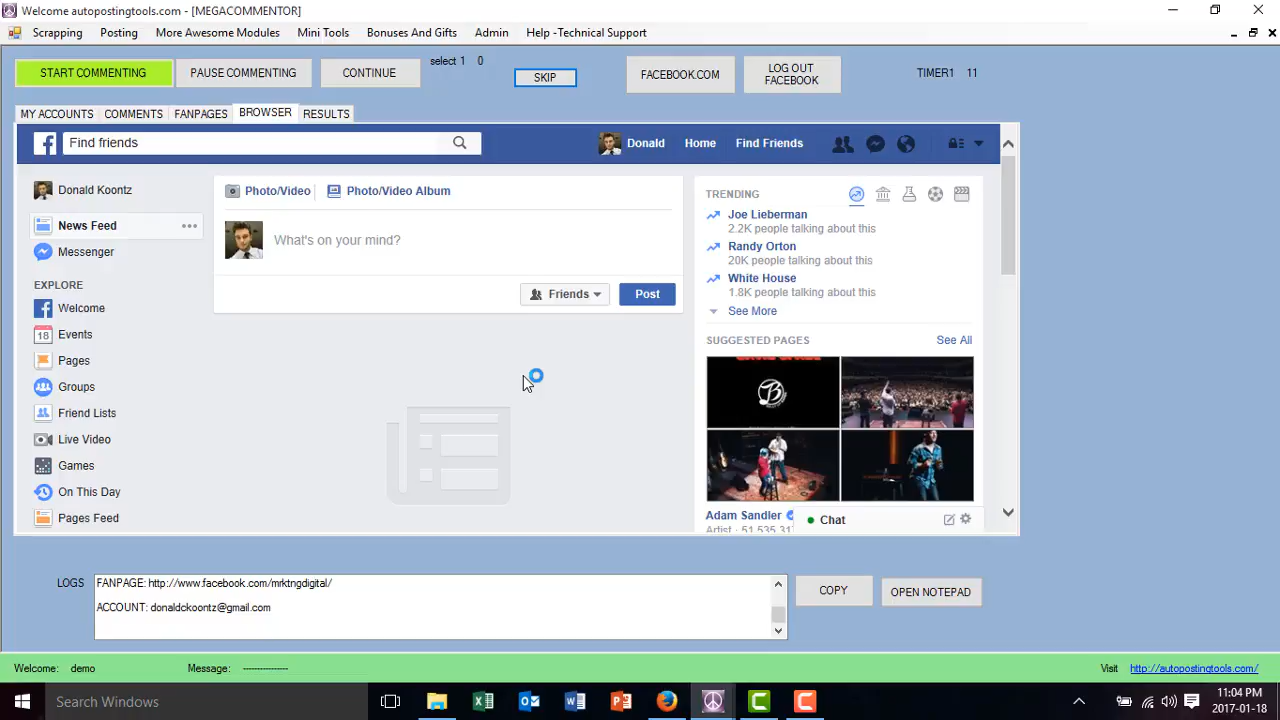 Welcome autopostingtools.com - [MEGACOMMENTOR]
Scrapping Posting More Awesome Modules Mini Tools Bonuses And Gifts Admin Help -Technical Support
START COMMENTING PAUSE COMMENTING CONTINUE select 1 0 SKIP FACEBOOK.COM LOG OUT FACEBOOK TIMER1 11
MY ACCOUNTS COMMENTS FANPAGES BROWSER RESULTS
Find friends Donald Home Find Friends
Donald Koontz
News Feed
Messenger
EXPLORE
Welcome
18 Events
Pages
Groups
Friend Lists
Live Video
Games
On This Day
Pages Feed
Photo/Video Photo/Video Album
What's on your mind?
Friends Post
TRENDING
Joe Lieberman
2.2K people talking about this
Randy Orton
20K people talking about this
White House
1.8K people talking about this
See More
SUGGESTED PAGES See All
Adam Sandler
Chat
LOGS
FANPAGE: http://www.facebook.com/mrktngdigital/
ACCOUNT: donaldckoontz@gmail.com
COPY OPEN NOTEPAD
Welcome: demo Message: --------------- Visit http://autopostingtools.com/
Search Windows
11:04 PM
2017-01-18